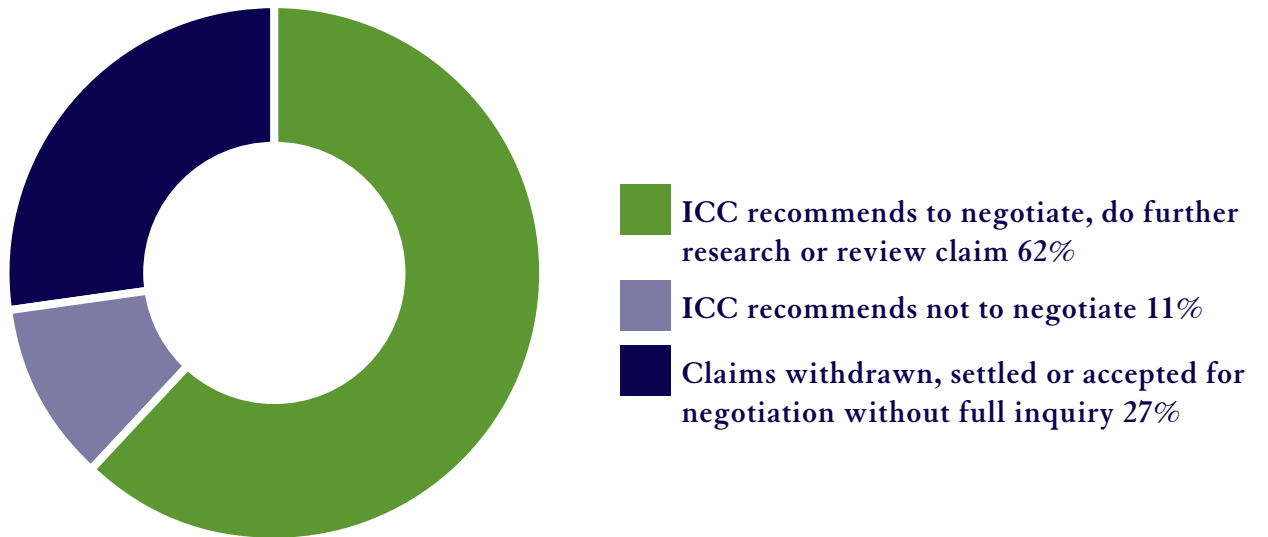 ICC recommends to negotiate, do further
research or review claim 62%
ICC recommends not to negotiate 11%
Claims withdrawn, settled or accepted for
negotiation without full inquiry 27%